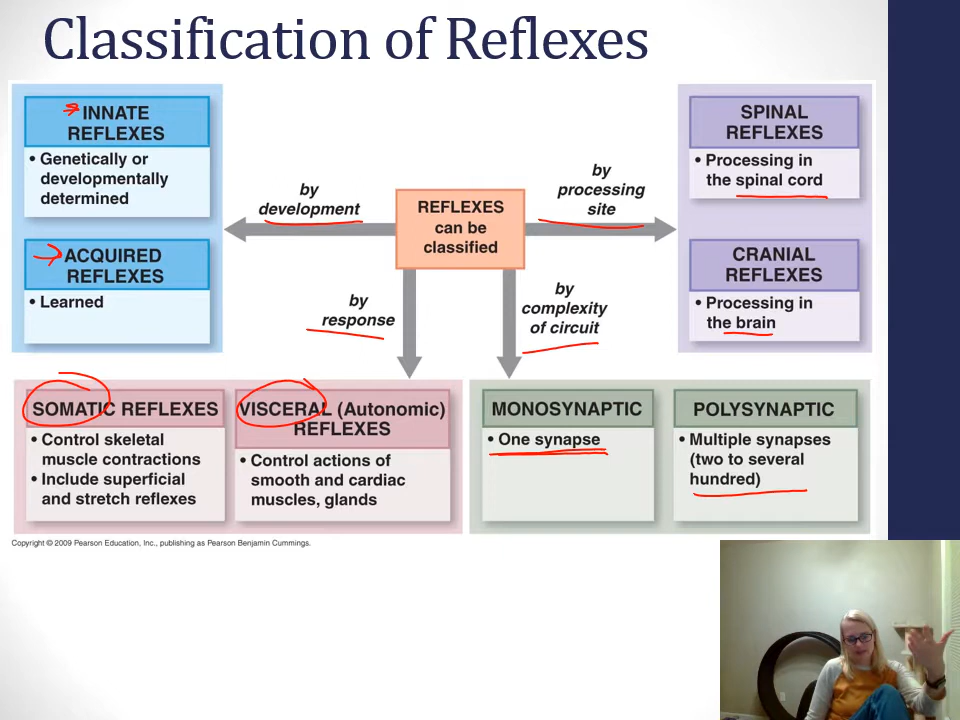 Classification of Reflexes
INNATE
REFLEXES
• Genetically or
developmentally
determined
ACQUIRED
REFLEXES
• Learned
by
development
REFLEXES
can be
classified
by
processing
site
SPINAL
REFLEXES
• Processing in
the spinal cord
CRANIAL
REFLEXES
• Processing in
the brain
by
response
by
complexity
of circuit
SOMATIC REFLEXES
• Control skeletal
muscle contractions
• Include superficial
and stretch reflexes
VISCERAL (Autonomic)
REFLEXES
• Control actions of
smooth and cardiac
muscles, glands
MONOSYNAPTIC
• One synapse
POLYSYNAPTIC
• Multiple synapses
(two to several
hundred)
Copyright © 2009 Pearson Education, Inc., publishing as Pearson Benjamin Cummings.